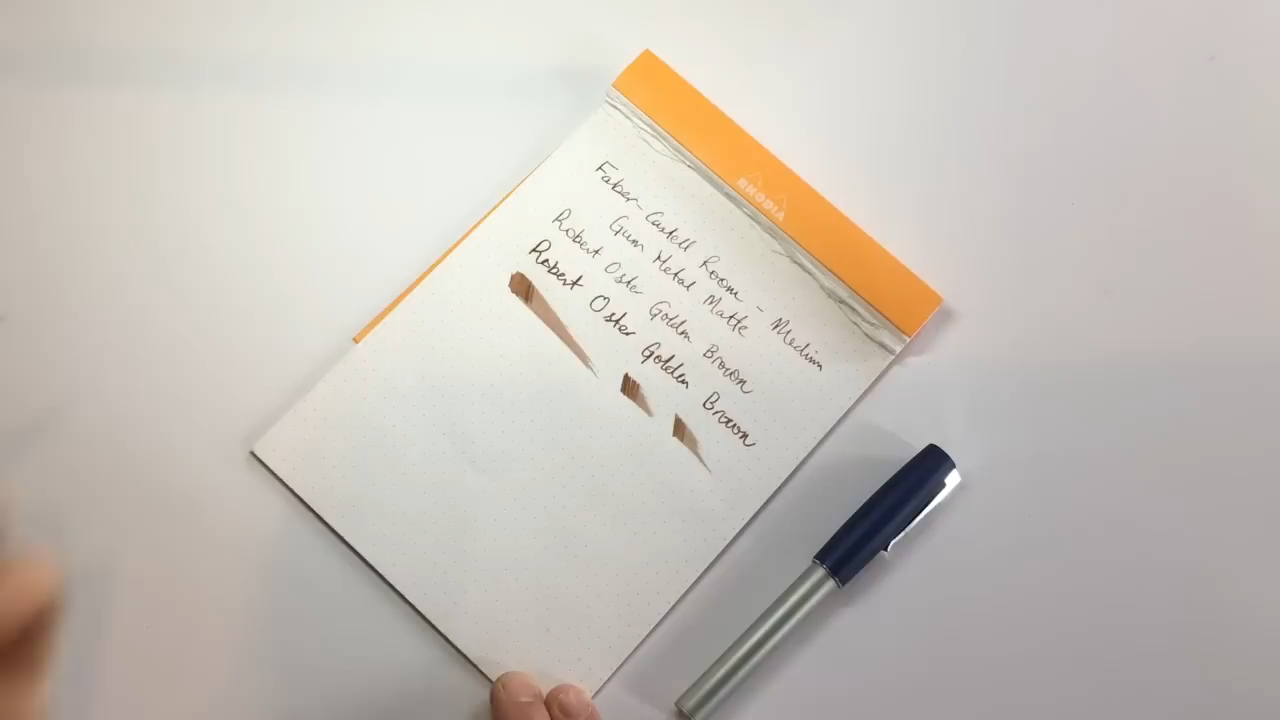 RHODIA
Faber-Castell Room - Medium
Gun Metal Matte
Robert Oster Golden Brown
Robert Oster Golden Brown